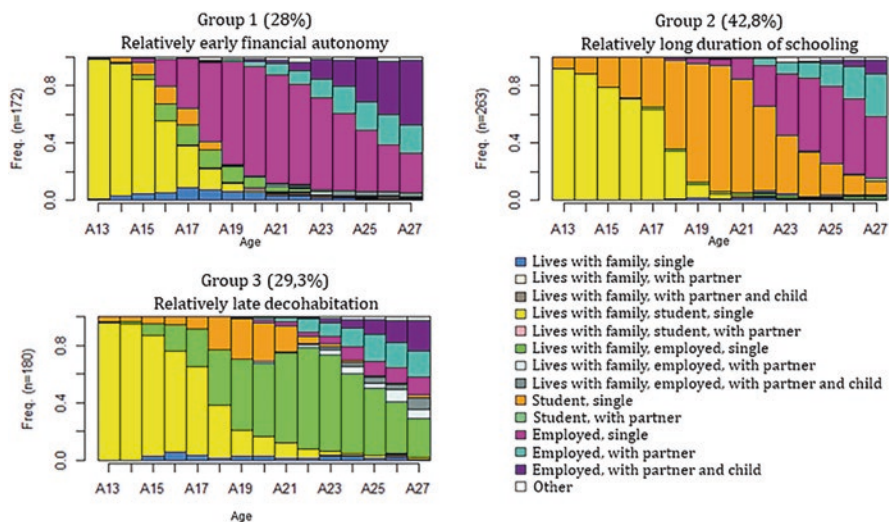 Group 1 (28%)
Relatively early financial autonomy
Freq. (n=172)
0.0 0.4 0.8
A13 A15 A17 A19 A21 A23 A25 A27
Age
Group 2 (42,8%)
Relatively long duration of schooling
Freq. (n=263)
0.0 0.4 0.8
A13 A15 A17 A19 A21 A23 A25 A27
Age
Group 3 (29,3%)
Relatively late decohabitation
Freq. (n=180)
0.0 0.4 0.8
A13 A15 A17 A19 A21 A23 A25 A27
Age
Lives with family, single
Lives with family, with partner
Lives with family, with partner and child
Lives with family, student, single
Lives with family, student, with partner
Lives with family, employed, single
Lives with family, employed, with partner
Lives with family, employed, with partner and child
Student, single
Student, with partner
Employed, single
Employed, with partner
Employed, with partner and child
Other